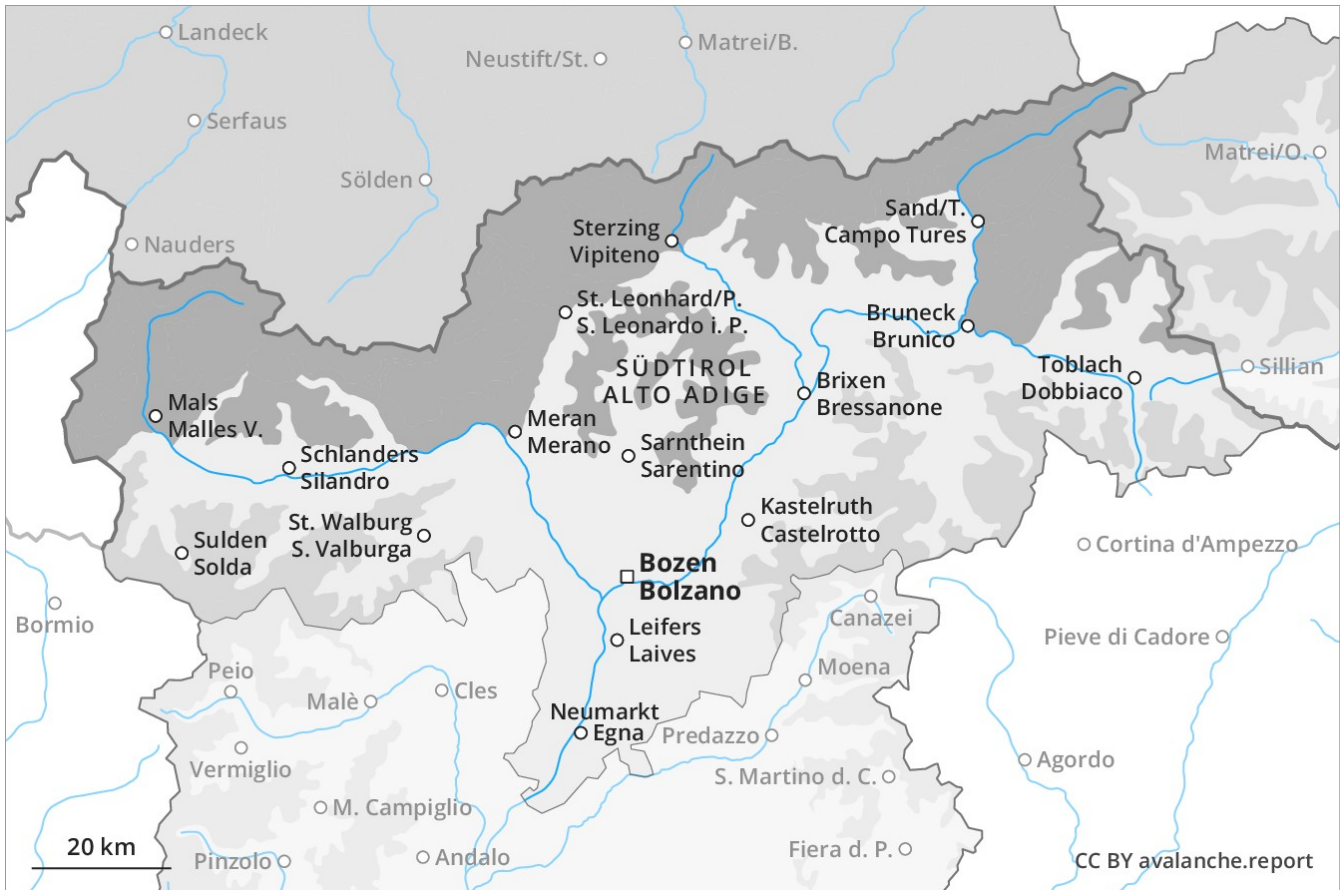 Landeck
Matrei/B.
Neustift/St.
Serfaus
Matrei/O.
Sölden
Sand/T.
Campo Tures
Sterzing
Vipiteno
Nauders
St. Leonhard/P.
S. Leonardo i. P.
Bruneck
Brunico
SÜDTIROL
ALTO ADIGE
Toblach
Dobbiaco
Sillian
Brixen
Bressanone
Mals
Malles V.
Meran
Merano
Sarnthein
Sarentino
Schlanders
Silandro
Kastelruth
Castelrotto
St. Walburg
S. Valburga
Sulden
Solda
Cortina d'Ampezzo
Bozen
Bolzano
Bormio
Canazei
Leifers
Laives
Pieve di Cadore
Peio
Moena
Cles
Malè
Neumarkt
Egna
Predazzo
Agordo
Vermiglio
S. Martino d. C.
M. Campiglio
20 km
Pinzolo
Andalo
Fiera d. P.
CC BY avalanche.report